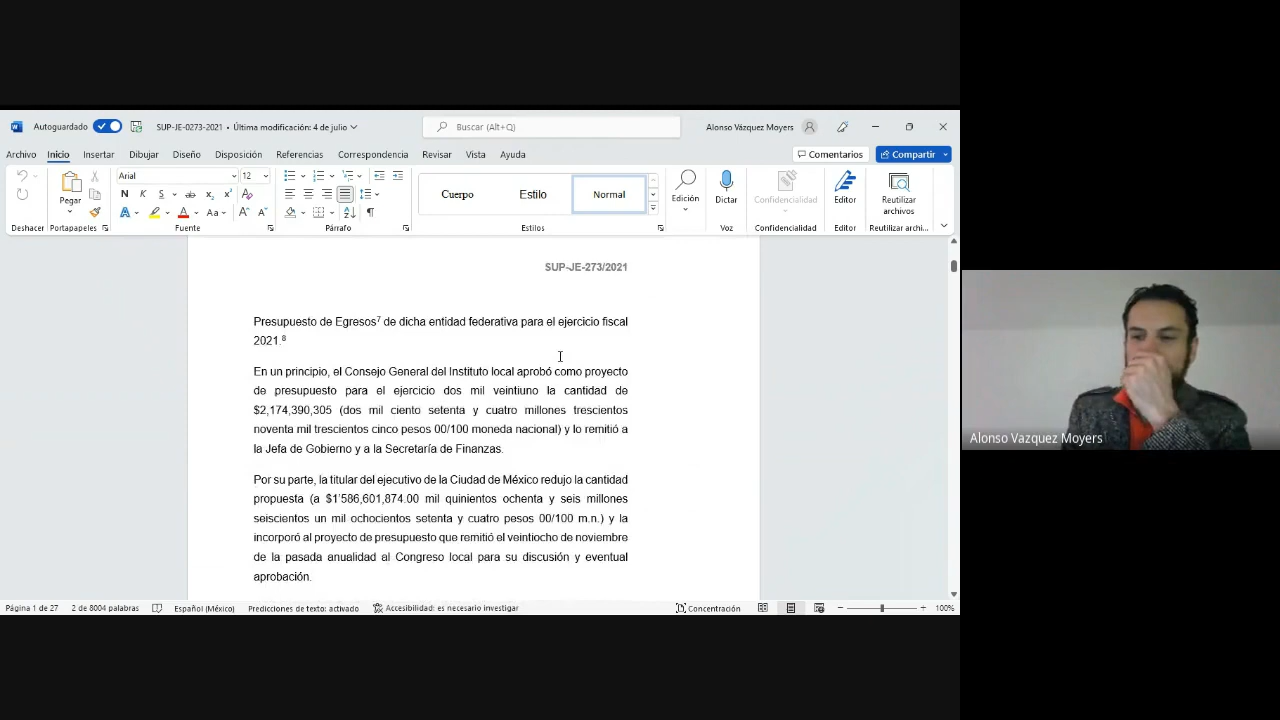 Autoguardado
SUP-JE-0273-2021 • Última modificación: 4 de julio
Buscar (Alt+Q)
Alonso Vázquez Moyers
Archivo Inicio Insertar Dibujar Diseño Disposición Referencias Correspondencia Revisar Vista Ayuda
Comentarios Compartir
Pegar
Arial 12
N K S ab x₂ x²
A A Aa A A
Cuerpo Estilo Normal
Edición Dictar Confidencialidad Editor Reutilizar archivos
Deshacer Portapapeles Fuente Párrafo Estilos Voz Confidencialidad Editor Reutilizar archi...
SUP-JE-273/2021
Presupuesto de Egresos⁷ de dicha entidad federativa para el ejercicio fiscal
2021.⁸
En un principio, el Consejo General del Instituto local aprobó como proyecto
de presupuesto para el ejercicio dos mil veintiuno la cantidad de
$2,174,390,305 (dos mil ciento setenta y cuatro millones trescientos
noventa mil trescientos cinco pesos 00/100 moneda nacional) y lo remitió a
la Jefa de Gobierno y a la Secretaría de Finanzas.
Por su parte, la titular del ejecutivo de la Ciudad de México redujo la cantidad
propuesta (a $1'586,601,874.00 mil quinientos ochenta y seis millones
seiscientos un mil ochocientos setenta y cuatro pesos 00/100 m.n.) y la
incorporó al proyecto de presupuesto que remitió el veintiocho de noviembre
de la pasada anualidad al Congreso local para su discusión y eventual
aprobación.
Página 1 de 27 2 de 8004 palabras Español (México) Predicciones de texto: activado Accesibilidad: es necesario investigar Concentración 100%
Alonso Vazquez Moyers